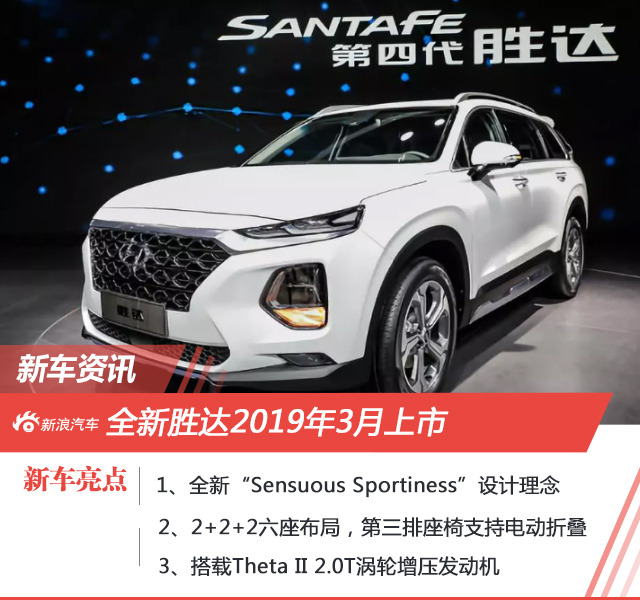 SANTAFE
第四代 胜达
胜达
新车资讯
新浪汽车 全新胜达2019年3月上市
新车亮点
1、全新“Sensuous Sportiness”设计理念
2、2+2+2六座布局，第三排座椅支持电动折叠
3、搭载Theta II 2.0T涡轮增压发动机